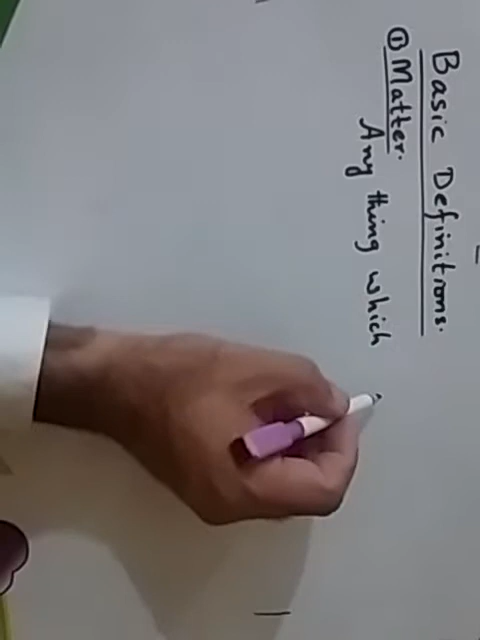 Basic Definitions.
① Matter.
Any thing which